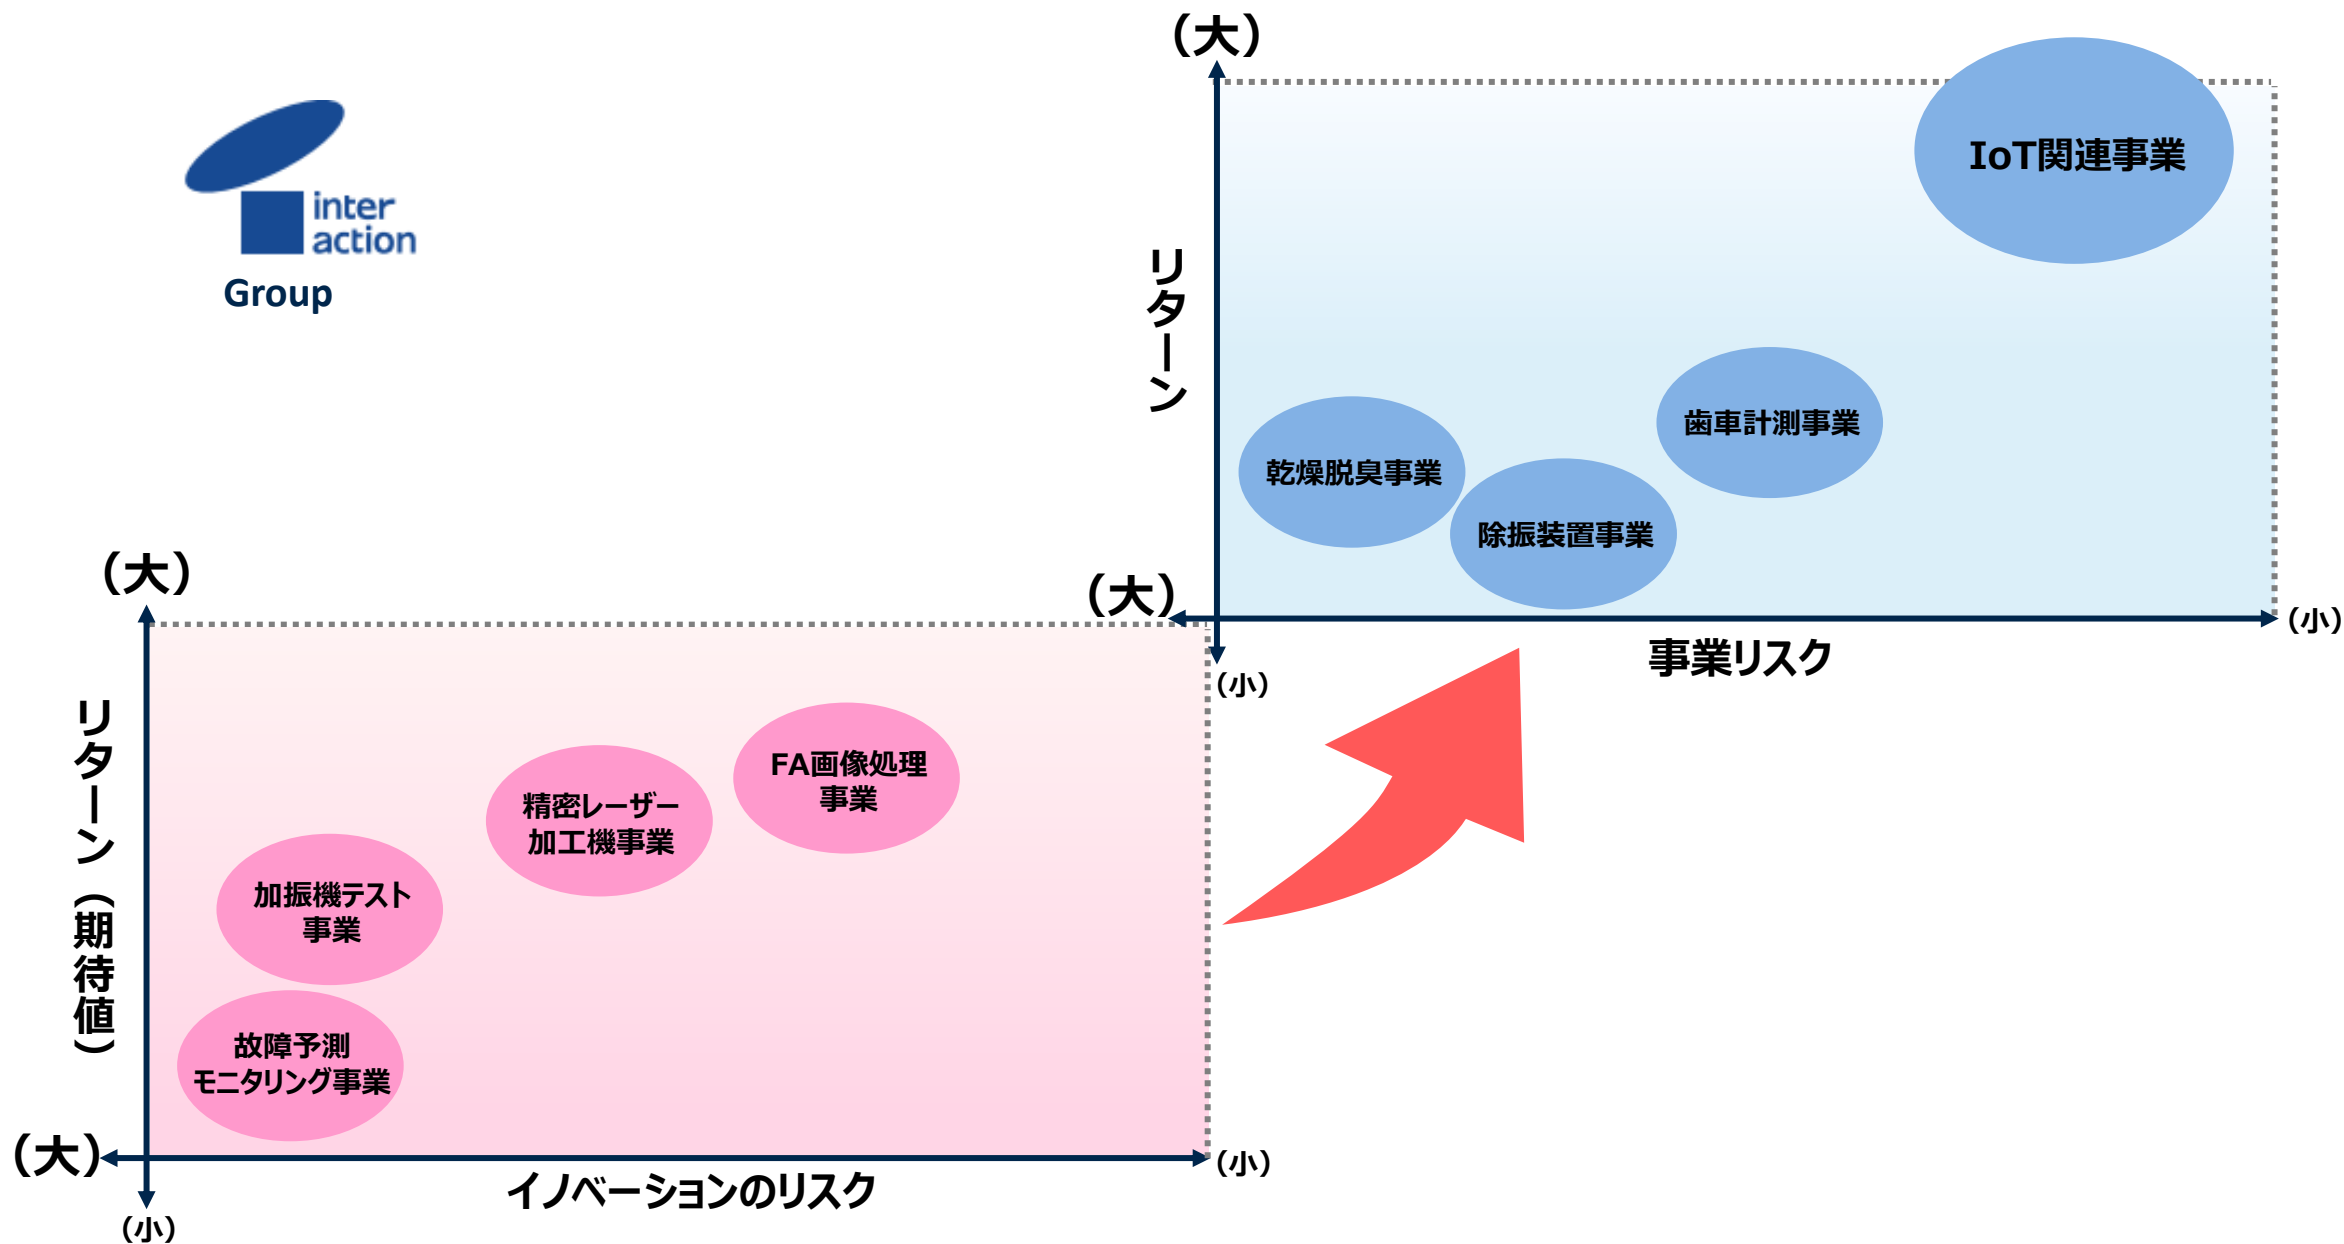 inter
action
Group
（大）
リターン
IoT関連事業
歯車計測事業
乾燥脱臭事業
除振装置事業
（大）
（小）
事業リスク
（小）
（大）
リターン（期待値）
FA画像処理
事業
精密レーザー
加工機事業
加振機テスト
事業
故障予測
モニタリング事業
（大）
（小）
イノベーションのリスク
（小）